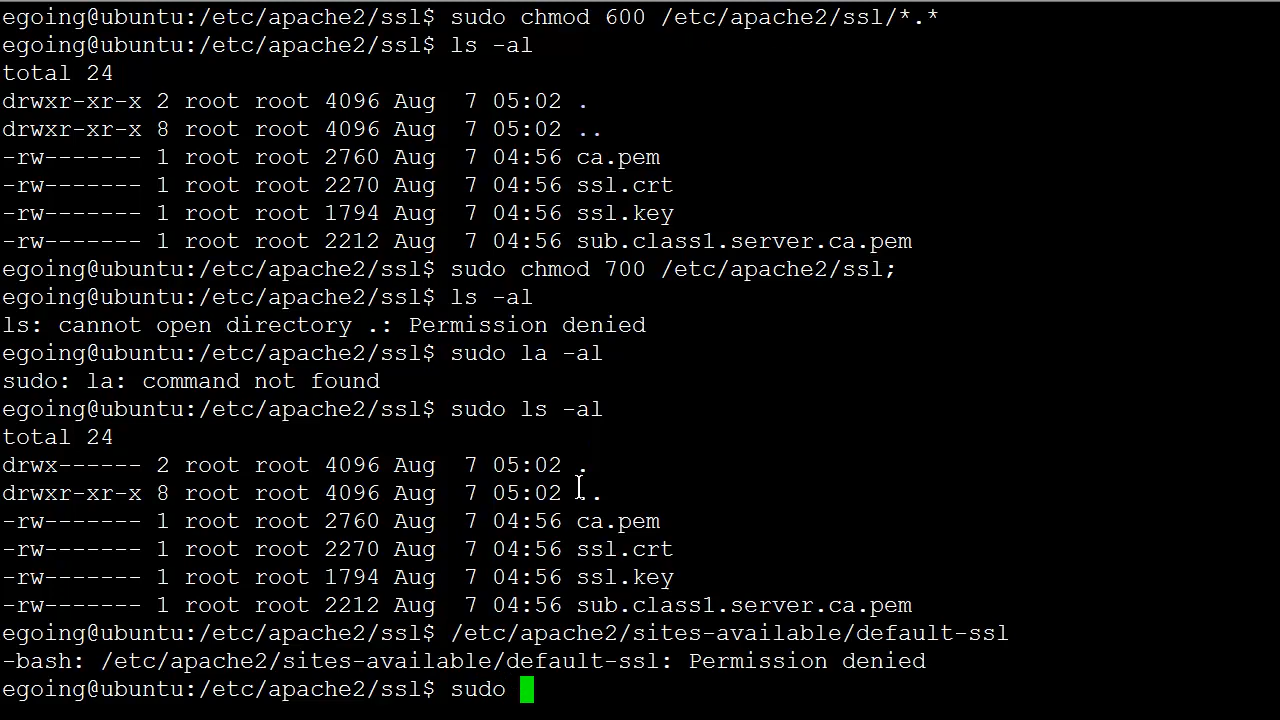 egoing@ubuntu:/etc/apache2/ssl$ sudo chmod 600 /etc/apache2/ssl/*.*
egoing@ubuntu:/etc/apache2/ssl$ ls -al
total 24
drwxr-xr-x 2 root root 4096 Aug  7 05:02 .
drwxr-xr-x 8 root root 4096 Aug  7 05:02 ..
-rw------- 1 root root 2760 Aug  7 04:56 ca.pem
-rw------- 1 root root 2270 Aug  7 04:56 ssl.crt
-rw------- 1 root root 1794 Aug  7 04:56 ssl.key
-rw------- 1 root root 2212 Aug  7 04:56 sub.class1.server.ca.pem
egoing@ubuntu:/etc/apache2/ssl$ sudo chmod 700 /etc/apache2/ssl;
egoing@ubuntu:/etc/apache2/ssl$ ls -al
ls: cannot open directory .: Permission denied
egoing@ubuntu:/etc/apache2/ssl$ sudo la -al
sudo: la: command not found
egoing@ubuntu:/etc/apache2/ssl$ sudo ls -al
total 24
drwx------ 2 root root 4096 Aug  7 05:02 .
drwxr-xr-x 8 root root 4096 Aug  7 05:02 ..
-rw------- 1 root root 2760 Aug  7 04:56 ca.pem
-rw------- 1 root root 2270 Aug  7 04:56 ssl.crt
-rw------- 1 root root 1794 Aug  7 04:56 ssl.key
-rw------- 1 root root 2212 Aug  7 04:56 sub.class1.server.ca.pem
egoing@ubuntu:/etc/apache2/ssl$ /etc/apache2/sites-available/default-ssl
-bash: /etc/apache2/sites-available/default-ssl: Permission denied
egoing@ubuntu:/etc/apache2/ssl$ sudo